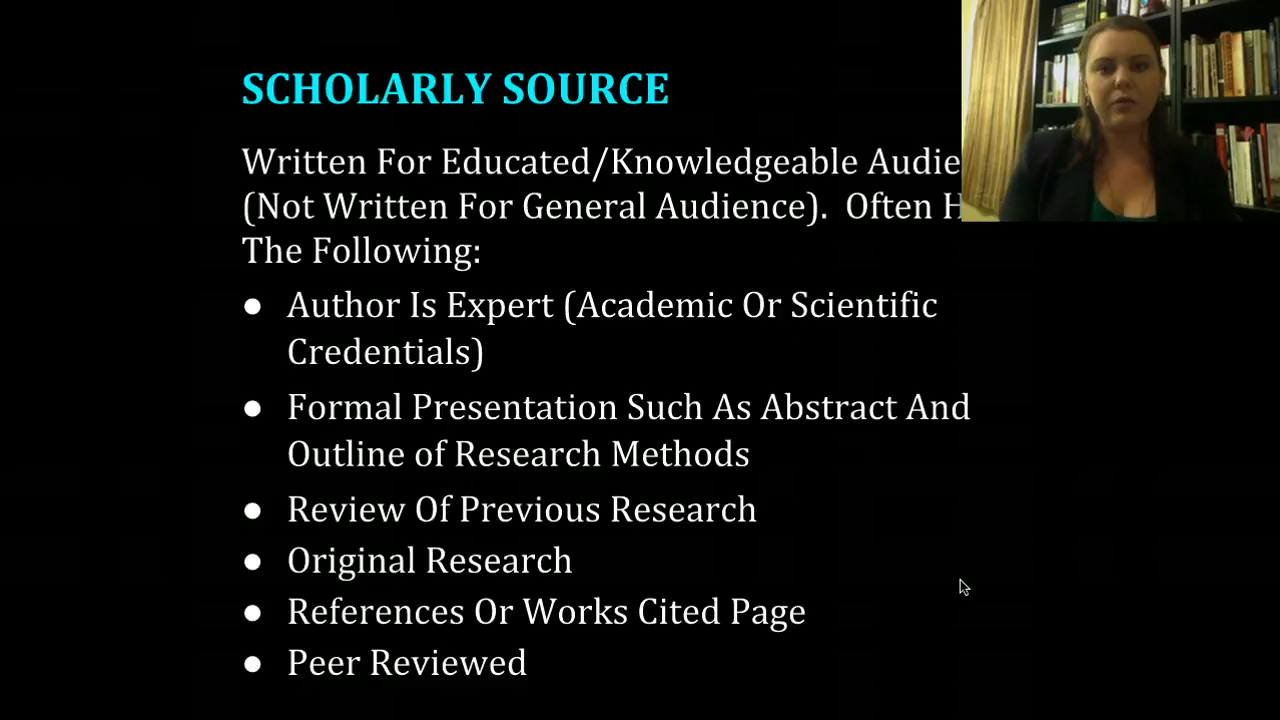 SCHOLARLY SOURCE
Written For Educated/Knowledgeable
(Not Written For General Audience). Often
The Following:
● Author Is Expert (Academic Or Scientific
Credentials)
● Formal Presentation Such As Abstract And
Outline of Research Methods
● Review Of Previous Research
● Original Research
● References Or Works Cited Page
● Peer Reviewed